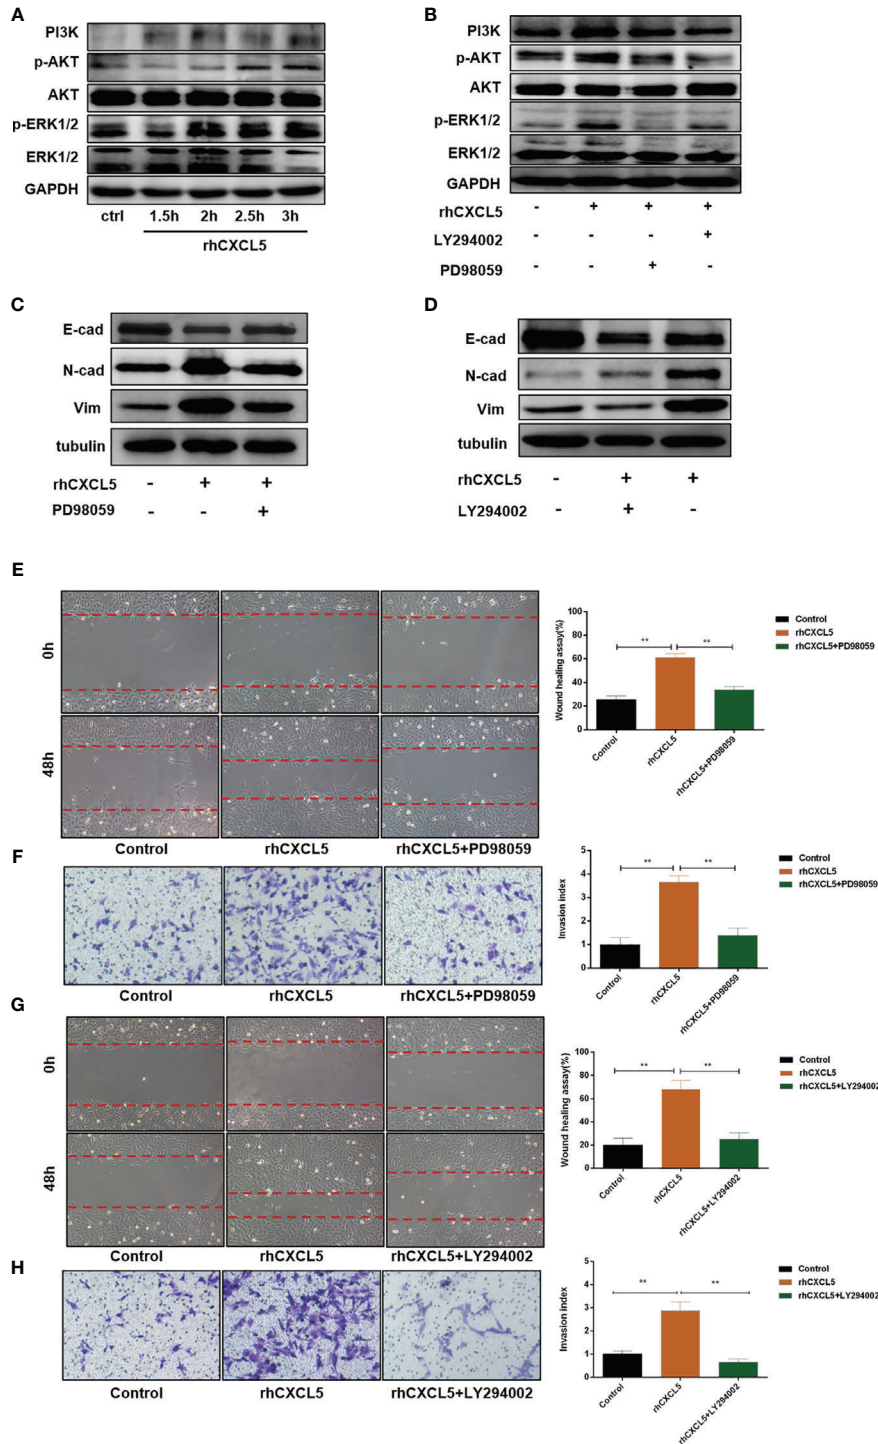 A
PI3K
p-AKT
AKT
p-ERK1/2
ERK1/2
GAPDH
ctrl 1.5h 2h 2.5h 3h
rhCXCL5
B
PI3K
p-AKT
AKT
p-ERK1/2
ERK1/2
GAPDH
rhCXCL5 - + + +
LY294002 - - - +
PD98059 - - + -
C
E-cad
N-cad
Vim
tubulin
rhCXCL5 - + +
PD98059 - - +
D
E-cad
N-cad
Vim
tubulin
rhCXCL5 - + +
LY294002 - + -
E
0h
48h
Control rhCXCL5 rhCXCL5+PD98059
Wound healing assay(%)
100
80
60
40
20
0
** **
Control
rhCXCL5
rhCXCL5+PD98059
Control
rhCXCL5
rhCXCL5+PD98059
F
Control rhCXCL5 rhCXCL5+PD98059
Invasion index
5
4
3
2
1
0
** **
Control
rhCXCL5
rhCXCL5+PD98059
Control
rhCXCL5
rhCXCL5+PD98059
G
0h
48h
Control rhCXCL5 rhCXCL5+LY294002
Wound healing assay(%)
100
80
60
40
20
0
** **
Control
rhCXCL5
rhCXCL5+LY294002
Control
rhCXCL5
rhCXCL5+LY294002
H
Control rhCXCL5 rhCXCL5+LY294002
Invasion index
5
4
3
2
1
0
** **
Control
rhCXCL5
rhCXCL5+LY294002
Control
rhCXCL5
rhCXCL5+LY294002